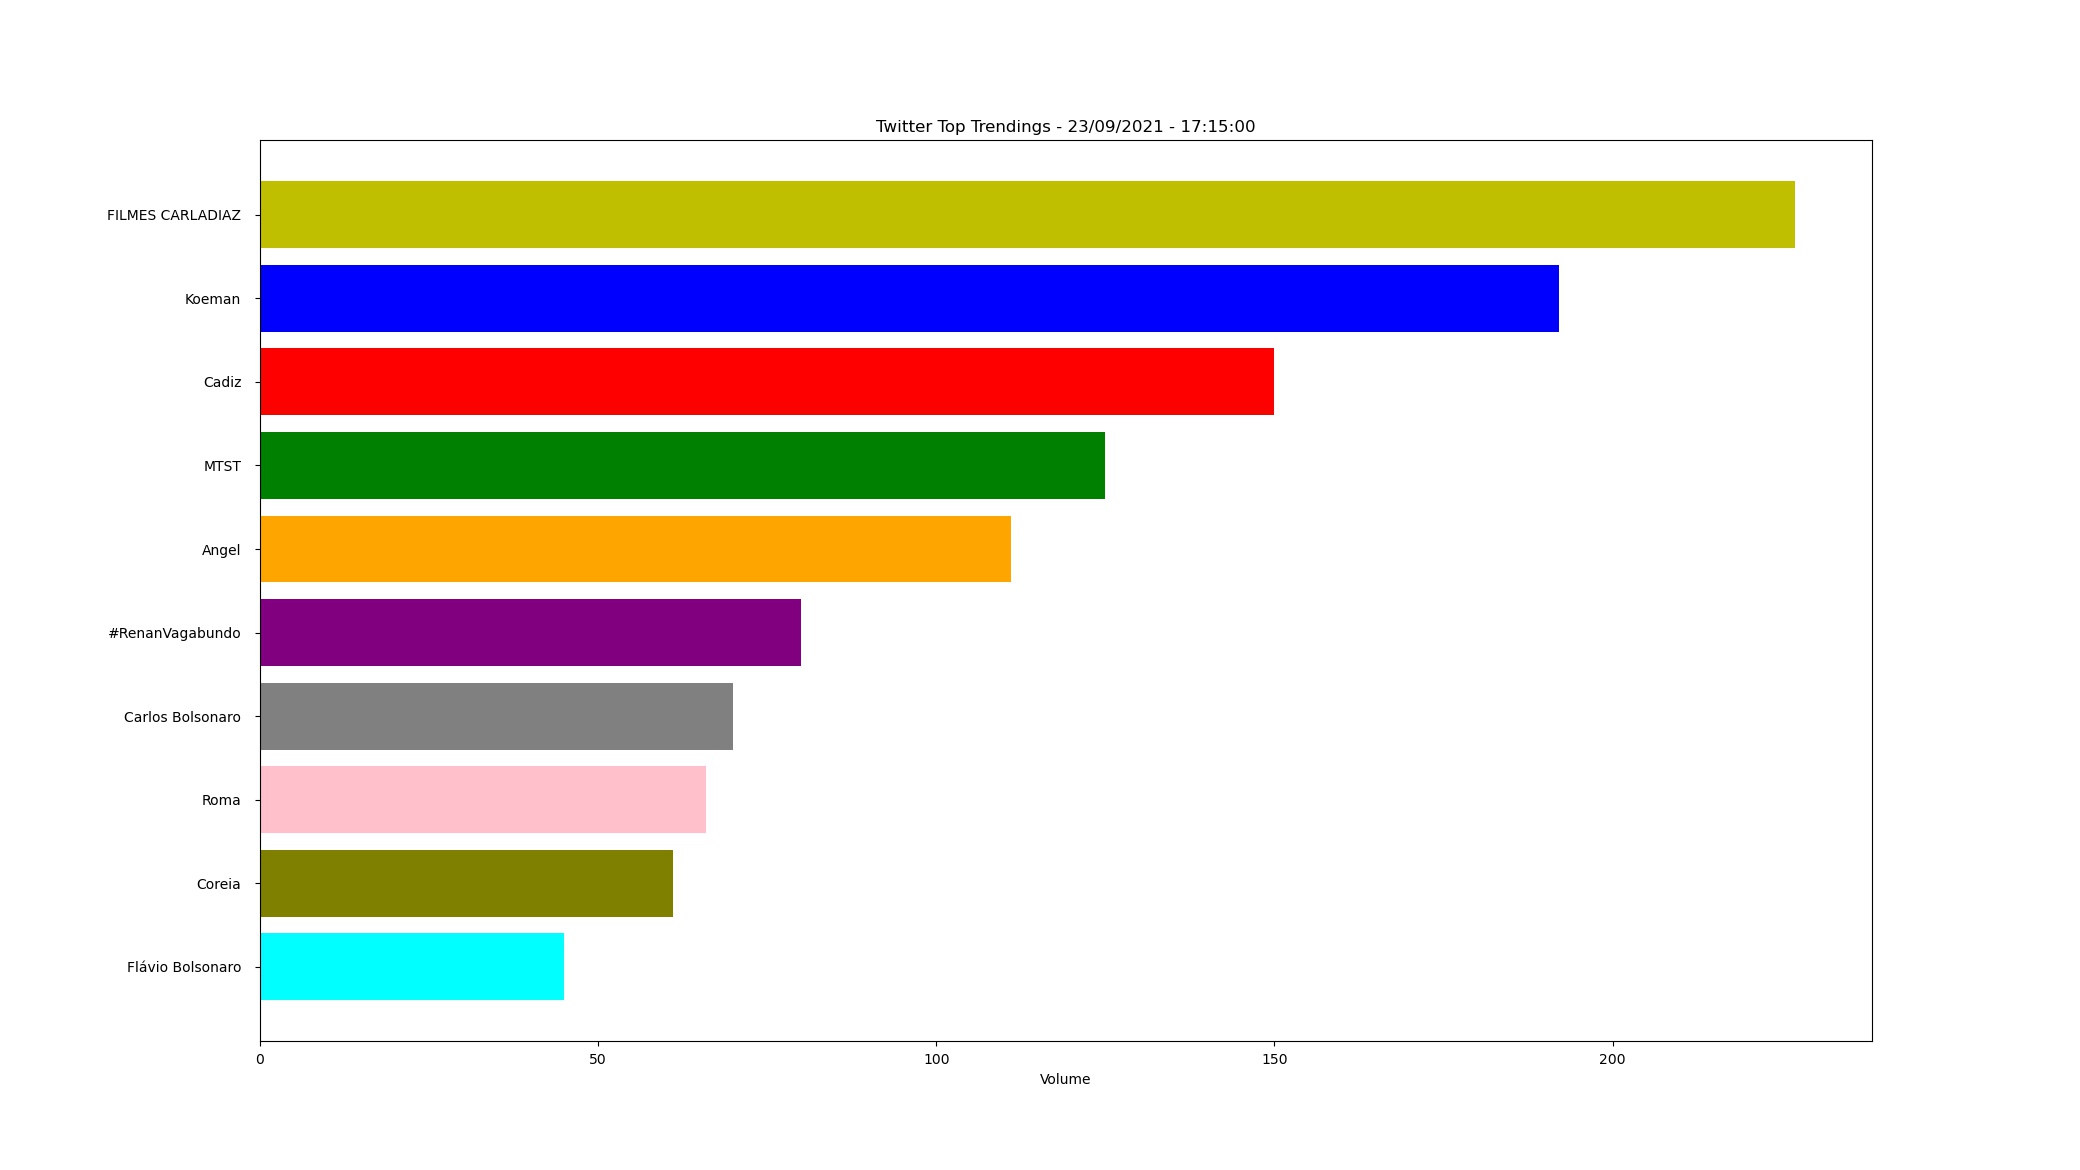 Twitter Top Trendings - 23/09/2021 - 17:15:00
FILMES CARLADIAZ
Koeman
Cadiz
MTST
Angel
#RenanVagabundo
Carlos Bolsonaro
Roma
Coreia
Flávio Bolsonaro
0 50 100 150 200
Volume